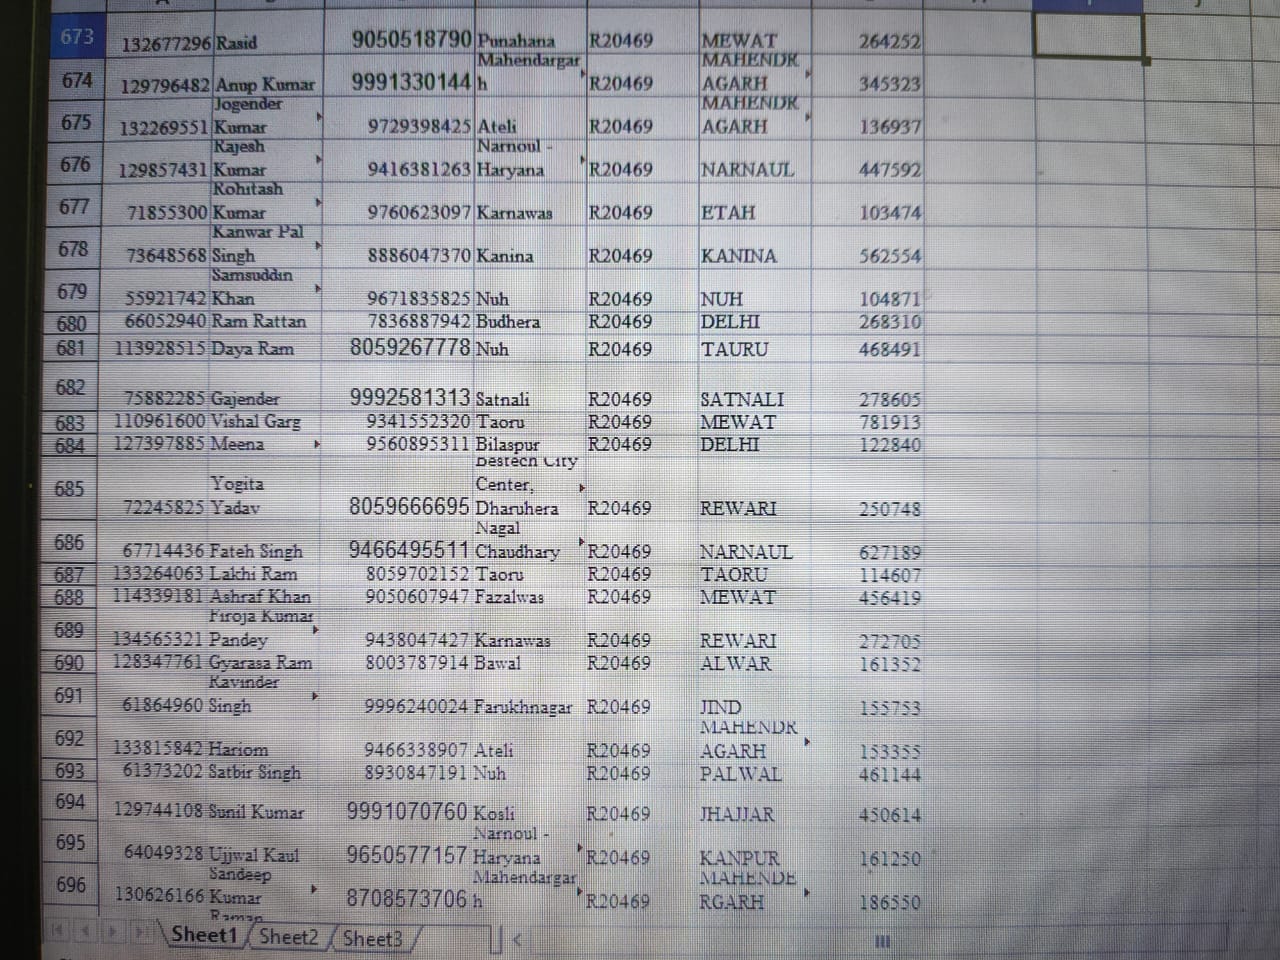 673 132677296 Rasid 9050518790 Punahana R20469 MEWAT 264252
674 129796482 Anup Kumar 9991330144 Mahendargar h R20469 MAHENDR AGARH 345323
675 132269551 Jogender Kumar 9729398425 Ateli R20469 MAHENDR AGARH 136937
676 129857431 Rajesh Kumar 9416381263 Narnoul - Haryana R20469 NARNAUL 447592
677 71855300 Rohitash Kumar 9760623097 Karnawas R20469 ETAH 103474
678 73648568 Kanwar Pal Singh 8886047370 Kanina R20469 KANINA 562554
679 55921742 Samsuddin Khan 9671835825 Nuh R20469 NUH 104871
680 66052940 Ram Rattan 7836887942 Budhera R20469 DELHI 268310
681 113928515 Daya Ram 8059267778 Nuh R20469 TAURU 468491
682 75882285 Gajender 9992581313 Satnali R20469 SATNALI 278605
683 110961600 Vishal Garg 9341552320 Taoru R20469 MEWAT 781913
684 127397885 Meena 9560895311 Bilaspur R20469 DELHI 122840
685 72245825 Yogita Yadav 8059666695 Bestech City Center, Dharuhera R20469 REWARI 250748
686 67714436 Fateh Singh 9466495511 Nagal Chaudhary R20469 NARNAUL 627189
687 133264063 Lakhi Ram 8059702152 Taoru R20469 TAORU 114607
688 114339181 Ashraf Khan 9050607947 Fazalwas R20469 MEWAT 456419
689 134565321 Firoja Kumar Pandey 9438047427 Karnawas R20469 REWARI 272705
690 128347761 Gyarasa Ram 8003787914 Bawal R20469 ALWAR 161352
691 61864960 Ravinder Singh 9996240024 Farukhnagar R20469 JIND 155753
692 133815842 Hariom 9466338907 Ateli R20469 MAHENDR AGARH 153355
693 61373202 Satbir Singh 8930847191 Nuh R20469 PALWAL 461144
694 129744108 Sunil Kumar 9991070760 Kosli R20469 JHAJJAR 450614
695 64049328 Ujjwal Kaul 9650577157 Narnoul - Haryana R20469 KANPUR 161250
696 130626166 Sandeep Kumar 8708573706 Mahendargar h R20469 MAHENDE RGARH 186550
Raman
Sheet1 Sheet2 Sheet3